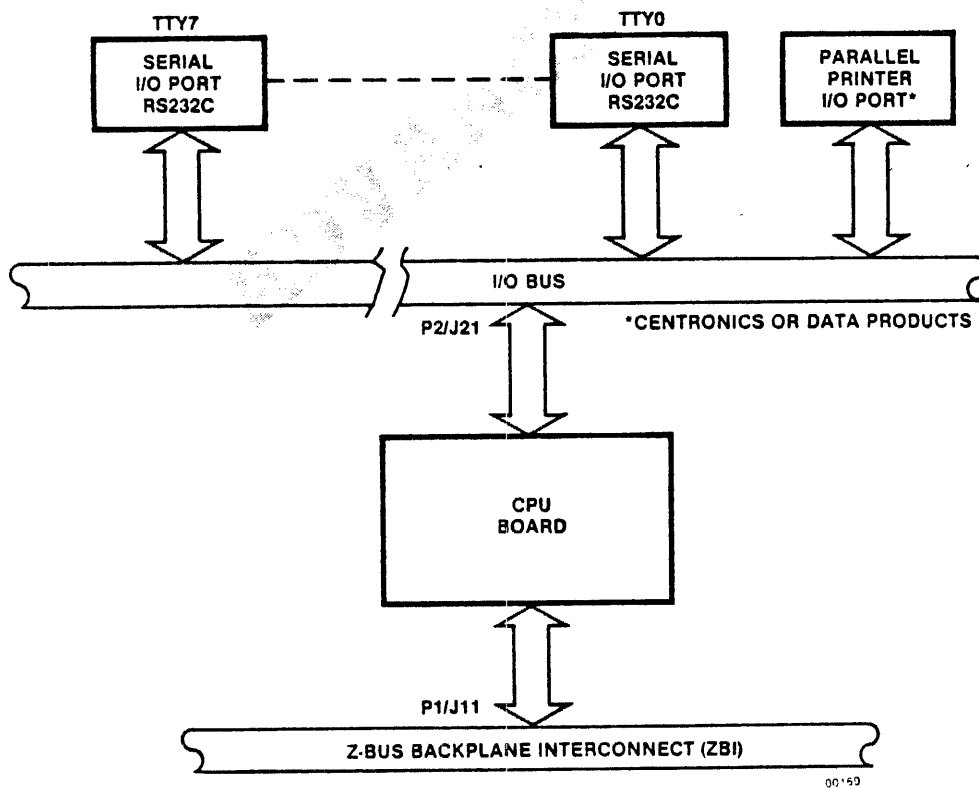 TTY7
SERIAL
I/O PORT
RS232C
TTY0
SERIAL
I/O PORT
RS232C
PARALLEL
PRINTER
I/O PORT*
I/O BUS
P2/J21
*CENTRONICS OR DATA PRODUCTS
CPU
BOARD
P1/J11
Z-BUS BACKPLANE INTERCONNECT (ZBI)